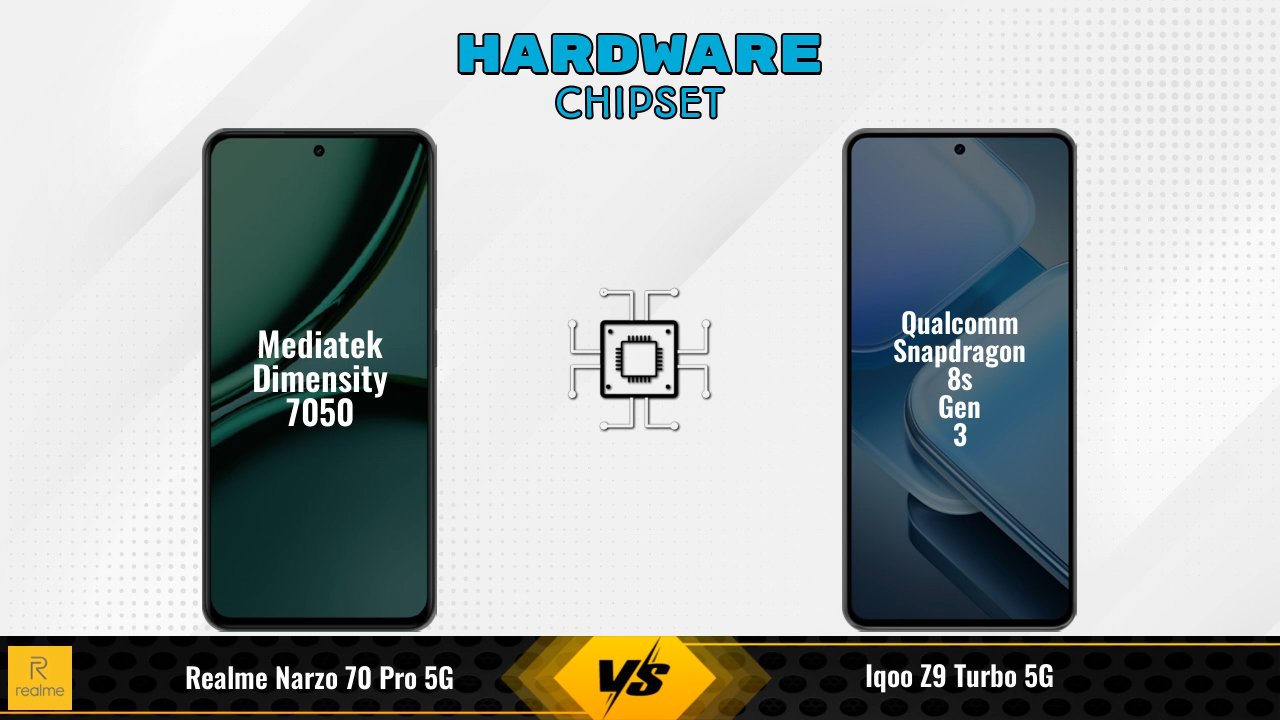 HARDWARE
CHIPSET
Mediatek
Dimensity
7050
Qualcomm
Snapdragon
8s
Gen
3
R
realme
Realme Narzo 70 Pro 5G
VS
Iqoo Z9 Turbo 5G